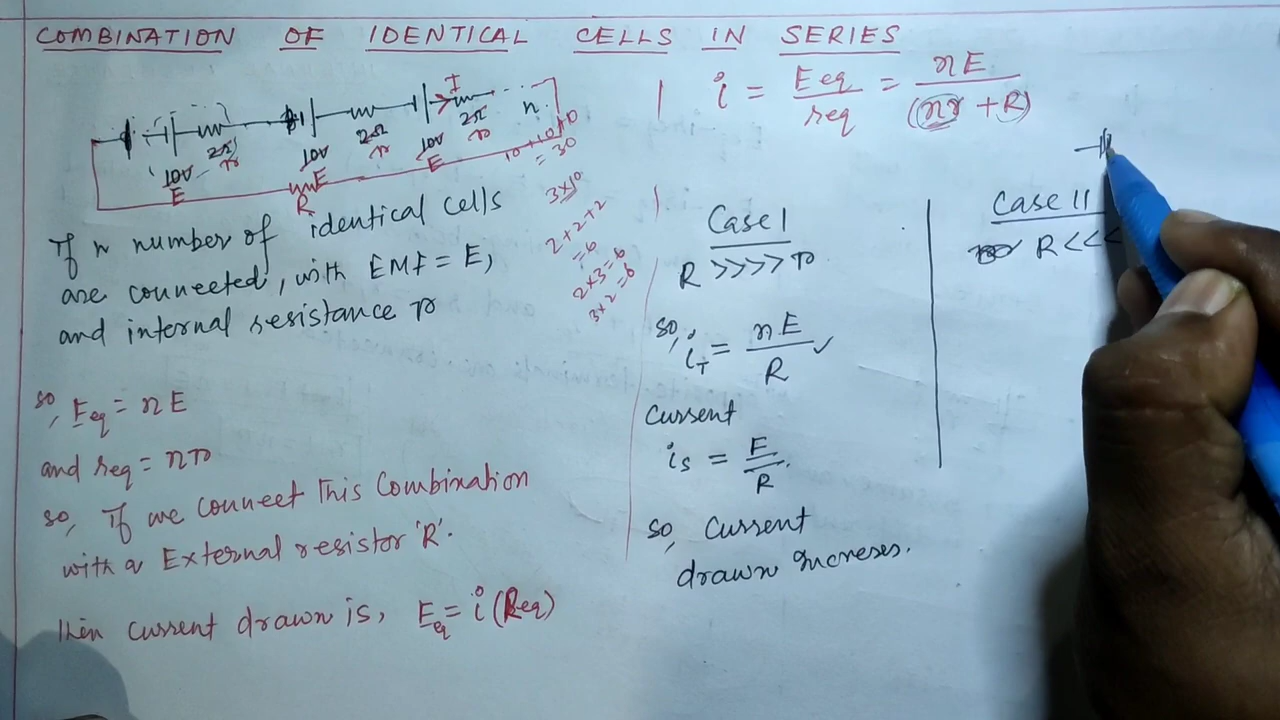 COMBINATION OF IDENTICAL CELLS IN SERIES
I
2Ω 2Ω 2Ω n
10V r 10V r 10V r
E E E
R
10+10+10
= 30
3×10
2+2+2
=6
2×3=6
3×2=6
If n number of identical cells
are connected, with EMF = E,
and internal resistance r
so, Eeq = nE
and req = nr
so, If we connect This Combination
with a External resistor 'R'.
Then current drawn is, Eeq = i(Req)
i = Eeq/req = nE/(nr + R)
Case I
R >>>> r
so, iT = nE/R ✓
Current
is = E/R.
so, Current
drawn increses.
Case II
R <<<